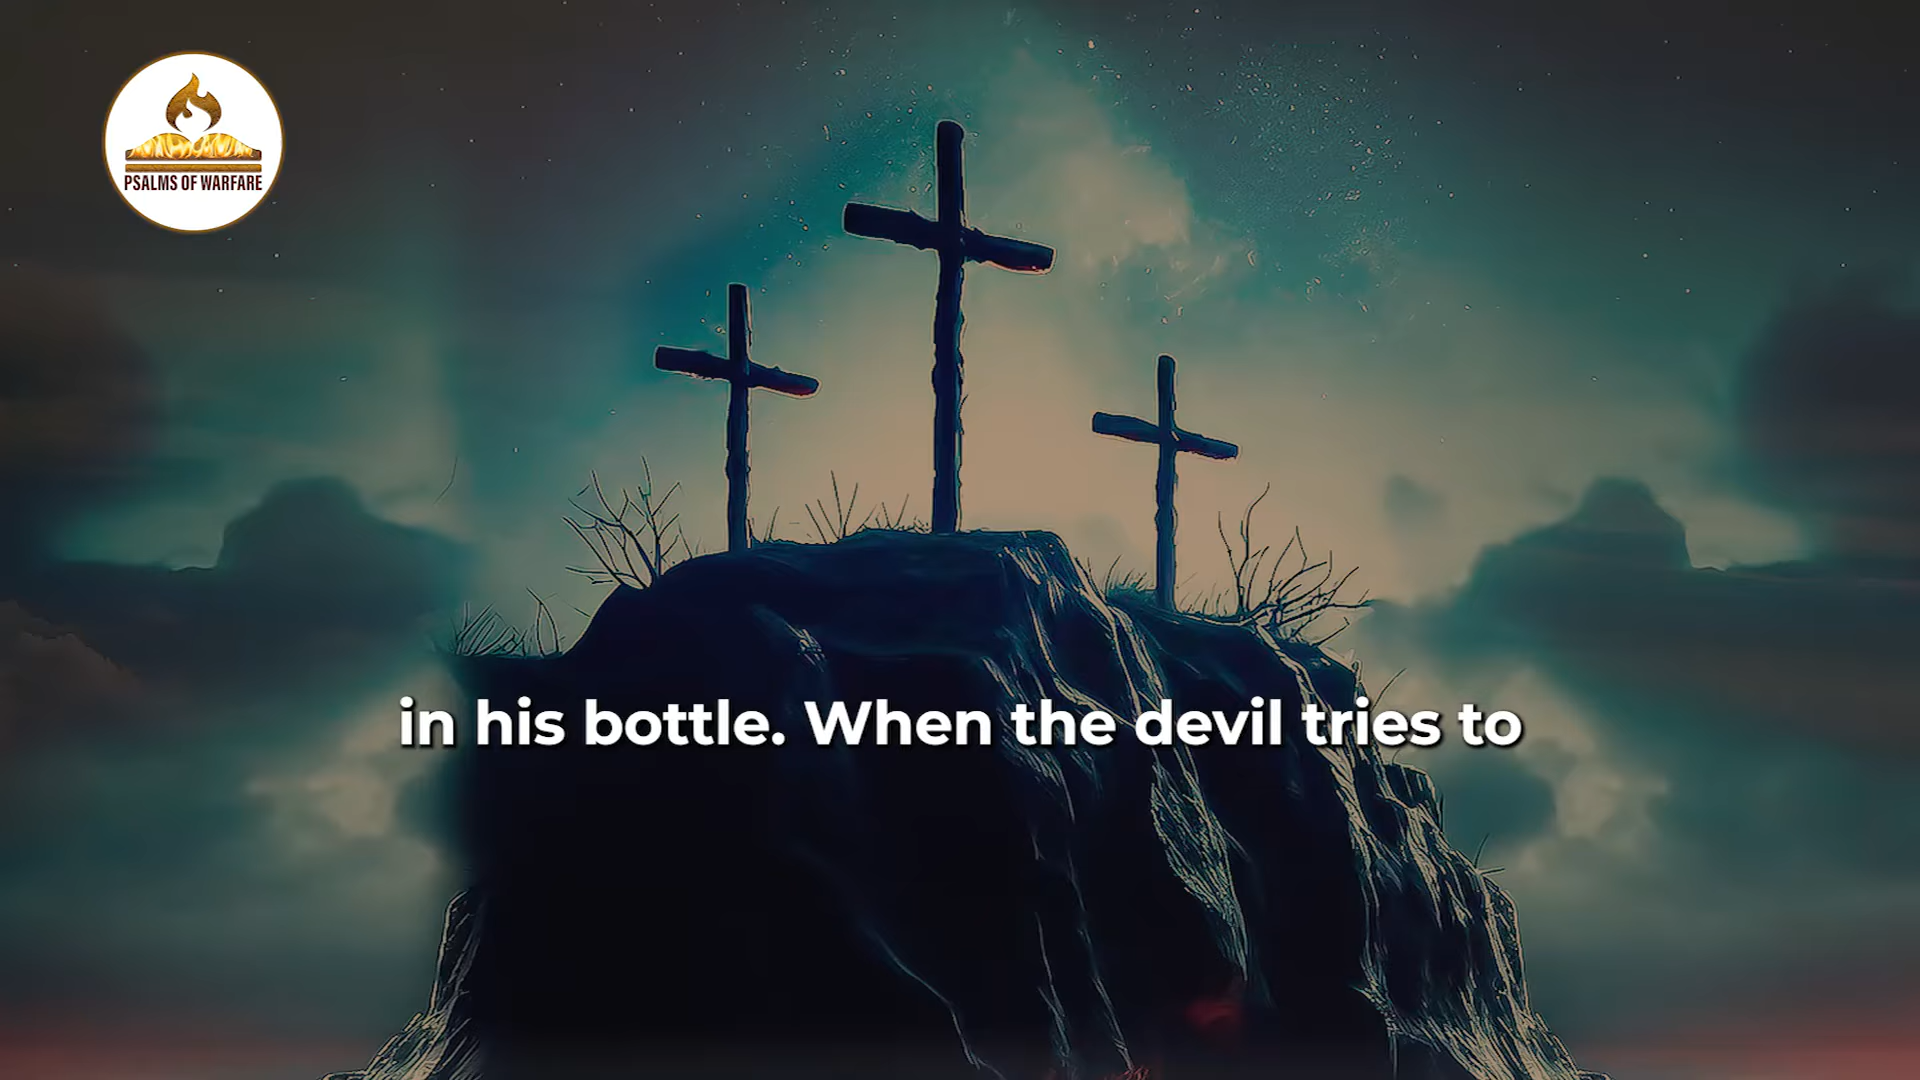 PSALMS OF WARFARE
in his bottle. When the devil tries to